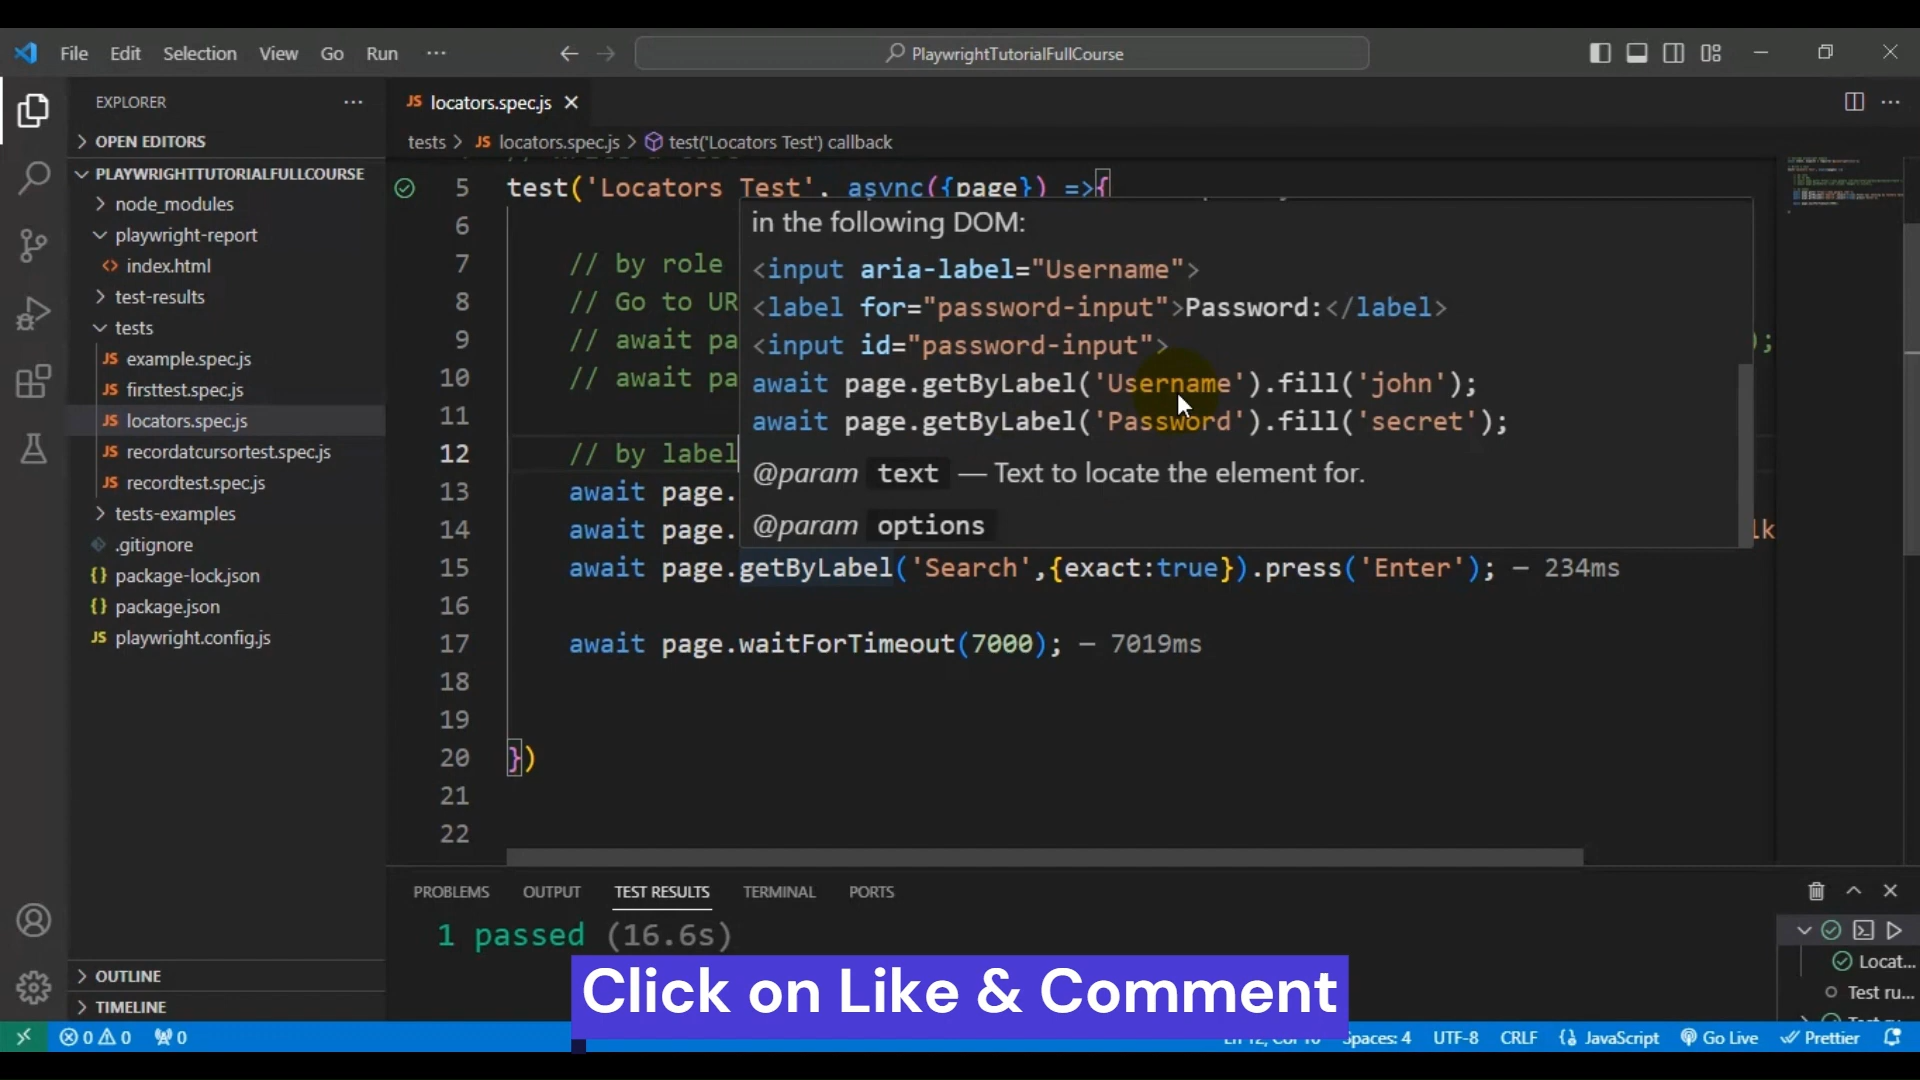 File Edit Selection View Go Run ··· PlaywrightTutorialFullCourse
EXPLORER ···
OPEN EDITORS
PLAYWRIGHTTUTORIALFULLCOURSE
node_modules
playwright-report
<> index.html
test-results
tests
JS example.spec.js
JS firsttest.spec.js
JS locators.spec.js
JS recordatcursortest.spec.js
JS recordtest.spec.js
tests-examples
.gitignore
{} package-lock.json
{} package.json
JS playwright.config.js
OUTLINE
TIMELINE
JS locators.spec.js
tests > JS locators.spec.js > test('Locators Test') callback
5 test('Locators Test', async({page}) =>{
6
7 // by role
8 // Go to UR
9 // await pa );
10 // await pa
11
12 // by label
13 await page.
14 await page. lk
15 await page.getByLabel('Search',{exact:true}).press('Enter'); — 234ms
16
17 await page.waitForTimeout(7000); — 7019ms
18
19
20 })
21
22
in the following DOM:
<input aria-label="Username">
<label for="password-input">Password:</label>
<input id="password-input">
await page.getByLabel('Username').fill('john');
await page.getByLabel('Password').fill('secret');
@param text — Text to locate the element for.
@param options
PROBLEMS OUTPUT TEST RESULTS TERMINAL PORTS
1 passed (16.6s)
Locat...
Test ru...
Click on Like & Comment
0 0 0 Spaces: 4 UTF-8 CRLF {} JavaScript Go Live Prettier